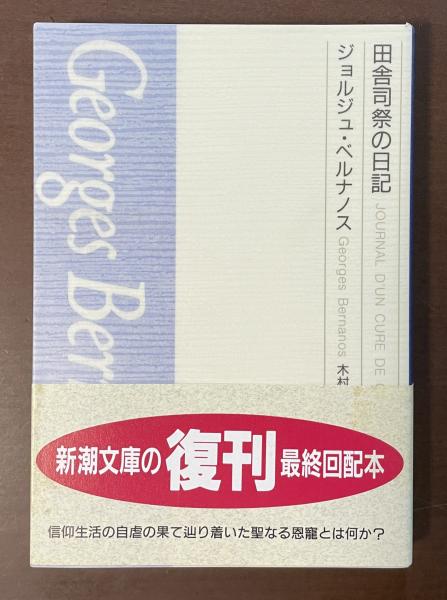 田舎司祭の日記 JOURNAL D'UN CURE DE
ジョルジュ・ベルナノス Georges Bernanos 木村
Georges Ber
新潮文庫の復刊最終回配本
信仰生活の自虐の果て辿り着いた聖なる恩寵とは何か?